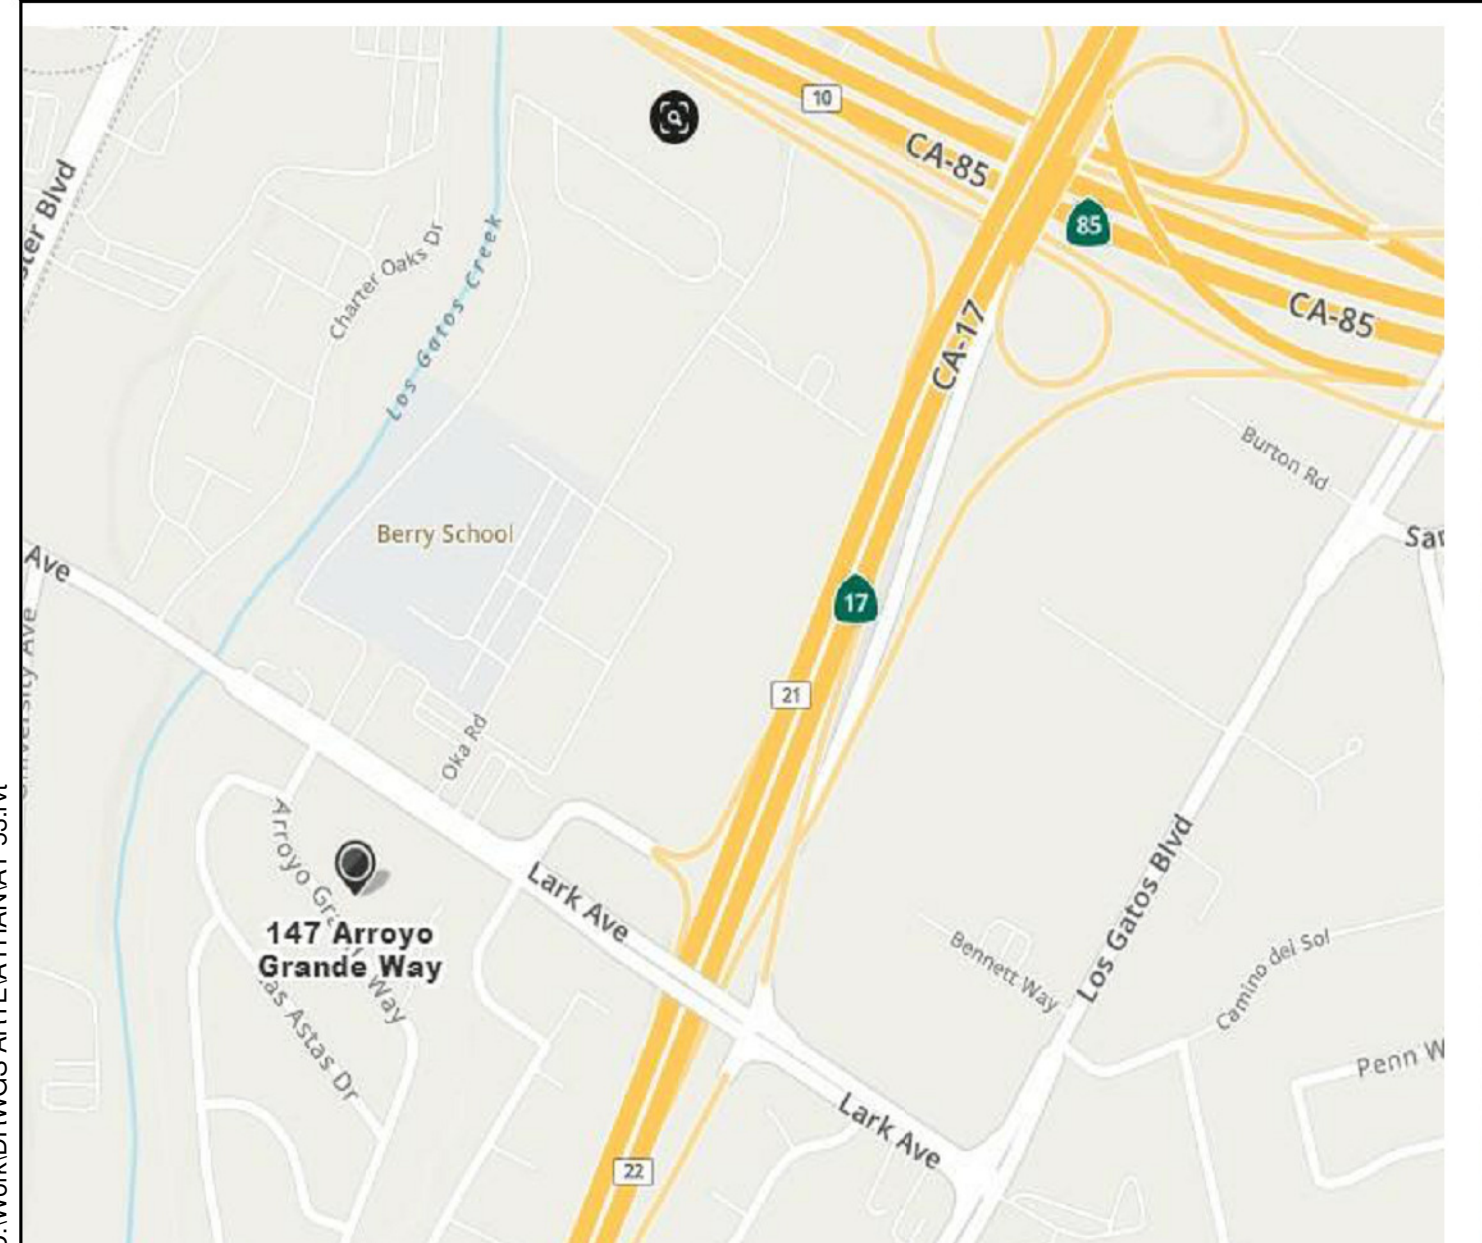 10
CA-85
85
CA-85
Charter Oaks Dr
Los Gatos Creek
CA-17
Burton Rd
Berry School
Ave
17
21
Oka Rd
Arroyo Grande Way
147 Arroyo
Grande Way
Lark Ave
Los Gatos Blvd
Bennett Way
Camino del Sol
Penn W
Las Astas Dr
Lark Ave
22